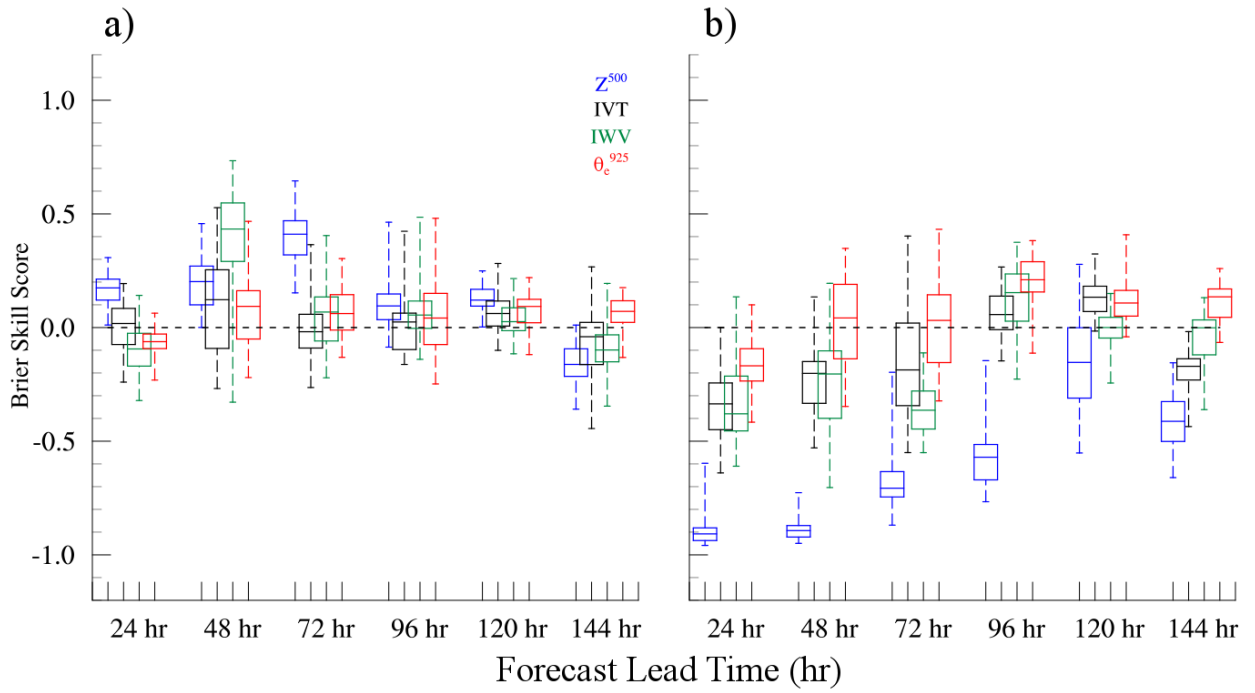 a)
b)
Z⁵⁰⁰
IVT
IWV
θₑ⁹²⁵
Brier Skill Score
1.0
0.5
0.0
-0.5
-1.0
24 hr 48 hr 72 hr 96 hr 120 hr 144 hr
24 hr 48 hr 72 hr 96 hr 120 hr 144 hr
Forecast Lead Time (hr)